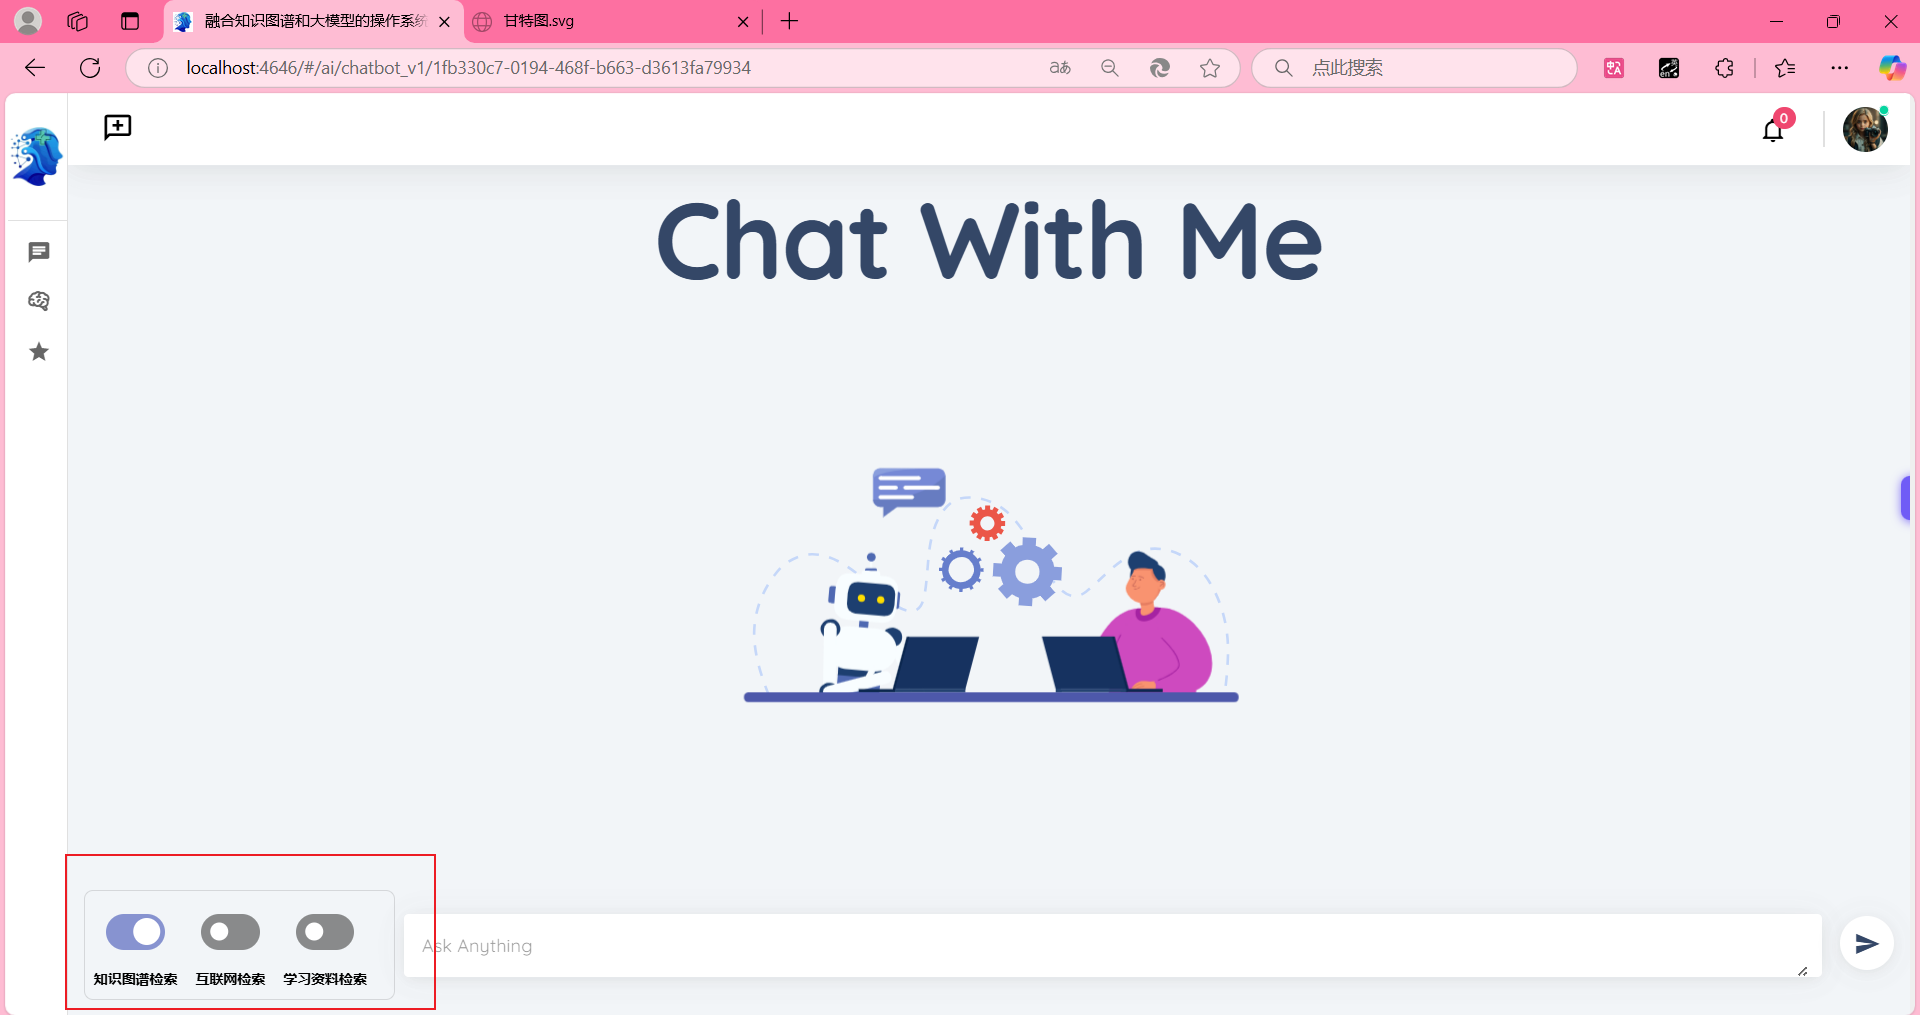 融合知识图谱和大模型的操作系统
甘特图.svg
localhost:4646/#/ai/chatbot_v1/1fb330c7-0194-468f-b663-d3613fa79934
aあ
点此搜索
0
Chat With Me
Ask Anything
知识图谱检索
互联网检索
学习资料检索